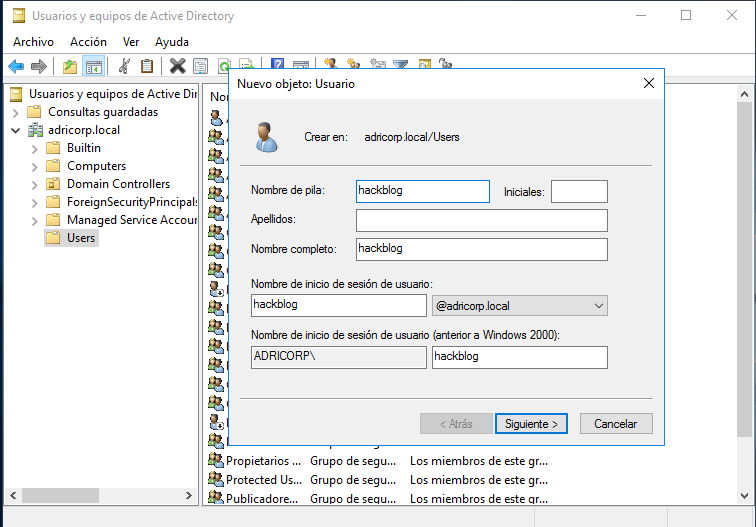 Usuarios y equipos de Active Directory
Archivo Acción Ver Ayuda
Usuarios y equipos de Active Direc
Consultas guardadas
adricorp.local
Builtin
Computers
Domain Controllers
ForeignSecurityPrincipals
Managed Service Accour
Users
Nuevo objeto: Usuario
Crear en: adricorp.local/Users
Nombre de pila: hackblog Iniciales:
Apellidos:
Nombre completo: hackblog
Nombre de inicio de sesión de usuario:
hackblog @adricorp.local
Nombre de inicio de sesión de usuario (anterior a Windows 2000):
ADRICORP\ hackblog
< Atrás Siguiente > Cancelar
Propietarios ... Grupo de segu... Los miembros de este gr...
Protected Us... Grupo de segu... Los miembros de este gr...
Publicadore... Grupo de segu... Los miembros de este gr...